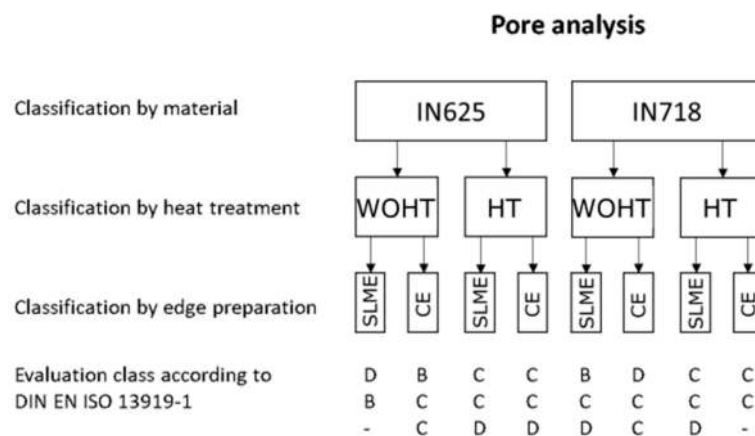 Pore analysis
Classification by material IN625 IN718
Classification by heat treatment WOHT HT WOHT HT
Classification by edge preparation SLME CE SLME CE SLME CE SLME CE
Evaluation class according to D B C C B D C C
DIN EN ISO 13919-1 B C C C C C C C
- C D D D C D -